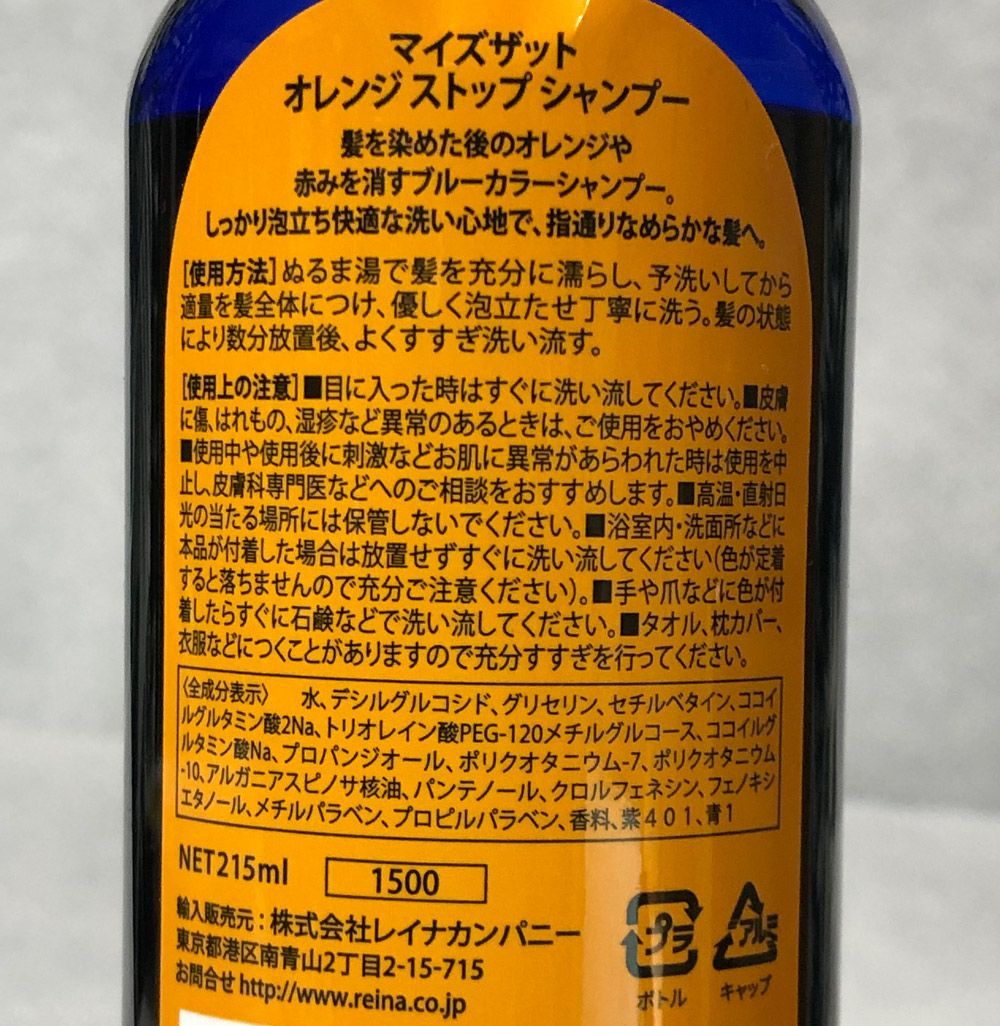 マイズザット
オレンジ ストップ シャンプー
髪を染めた後のオレンジや
赤みを消すブルーカラーシャンプー。
しっかり泡立ち快適な洗い心地で、指通りなめらかな髪へ。
[使用方法] ぬるま湯で髪を充分に濡らし、予洗いしてから
適量を髪全体につけ、優しく泡立たせ丁寧に洗う。髪の状態
により数分放置後、よくすすぎ洗い流す。
[使用上の注意] ■目に入った時はすぐに洗い流してください。■皮膚
に傷、はれもの、湿疹など異常のあるときは、ご使用をおやめください。
■使用中や使用後に刺激などお肌に異常があらわれた時は使用を中
止し、皮膚科専門医などへのご相談をおすすめします。■高温・直射日
光の当たる場所には保管しないでください。■浴室内・洗面所などに
本品が付着した場合は放置せずすぐに洗い流してください(色が定着
すると落ちませんので充分ご注意ください)。■手や爪などに色が付
着したらすぐに石鹸などで洗い流してください。■タオル、枕カバー、
衣服などにつくことがありますので充分すすぎを行ってください。
〈全成分表示〉 水、デシルグルコシド、グリセリン、セチルベタイン、ココイ
ルグルタミン酸2Na、トリオレイン酸PEG-120メチルグルコース、ココイルグ
ルタミン酸Na、プロパンジオール、ポリクオタニウム-7、ポリクオタニウム
-10、アルガニアスピノサ核油、パンテノール、クロルフェネシン、フェノキシ
エタノール、メチルパラベン、プロピルパラベン、香料、紫401、青1
NET215ml
1500
輸入販売元:株式会社レイナカンパニー
東京都港区南青山2丁目2-15-715
お問合せ http://www.reina.co.jp
プラ
ボトル
アルミ
キャップ